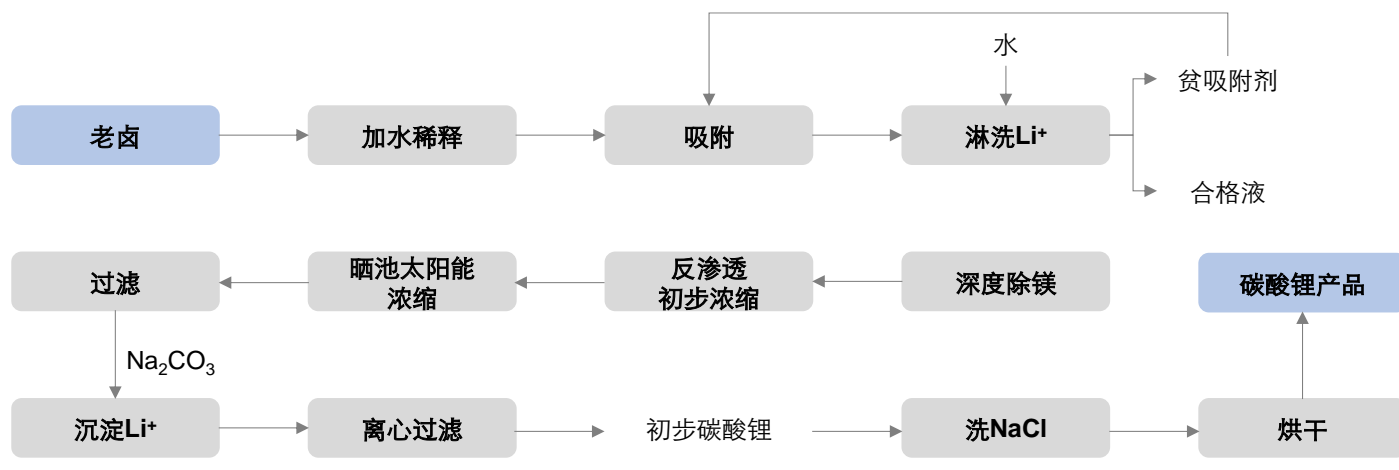 水
贫吸附剂
老卤
加水稀释
吸附
淋洗Li⁺
合格液
过滤
晒池太阳能
浓缩
反渗透
初步浓缩
深度除镁
碳酸锂产品
Na₂CO₃
沉淀Li⁺
离心过滤
初步碳酸锂
洗NaCl
烘干